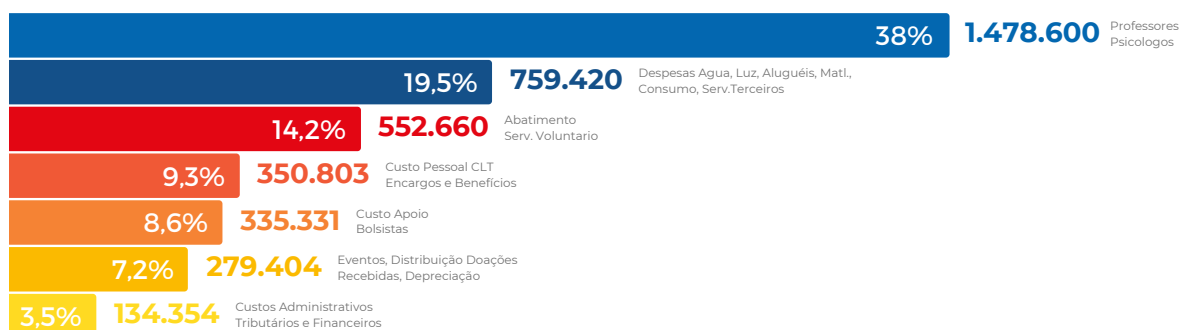 38% 1.478.600 Professores
Psicologos
19,5% 759.420 Despesas Agua, Luz, Aluguéis, Matl.,
Consumo, Serv.Terceiros
14,2% 552.660 Abatimento
Serv. Voluntario
9,3% 350.803 Custo Pessoal CLT
Encargos e Benefícios
8,6% 335.331 Custo Apoio
Bolsistas
7,2% 279.404 Eventos, Distribuição Doações
Recebidas, Depreciação
3,5% 134.354 Custos Administrativos
Tributários e Financeiros